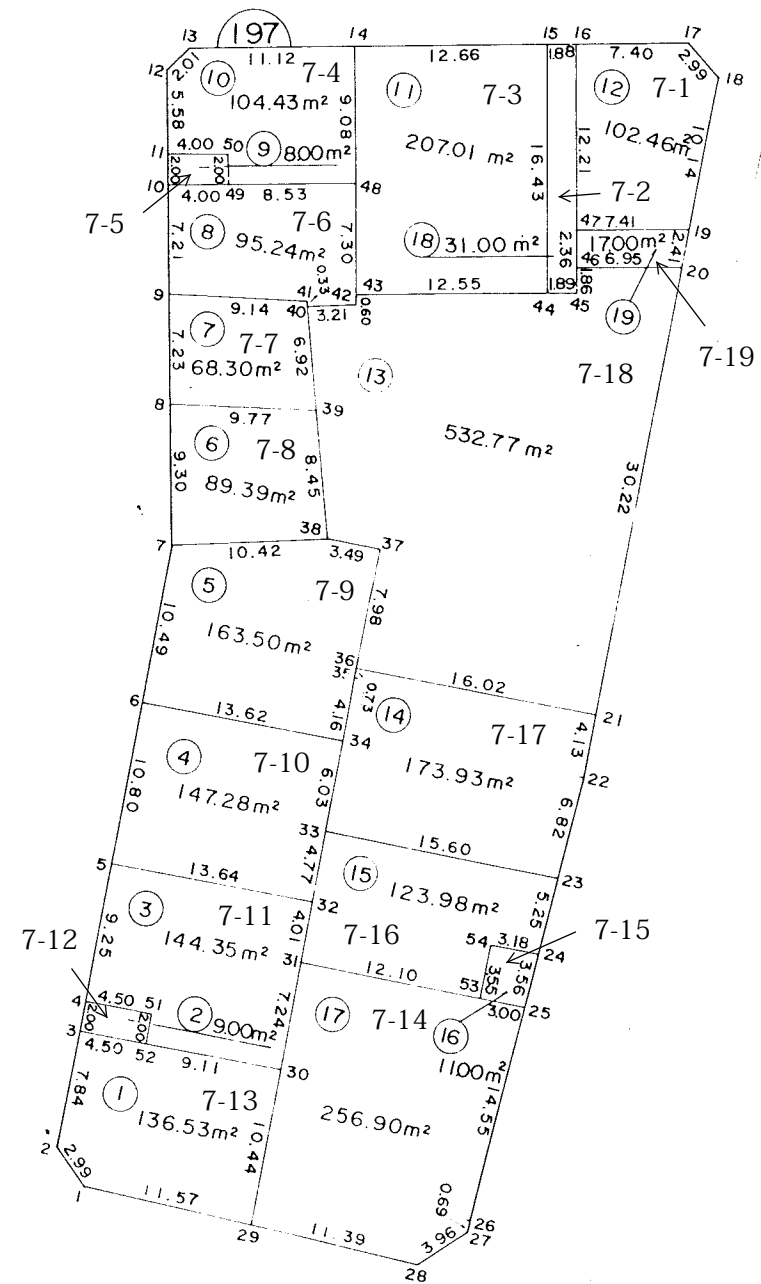 13 197 14 15 16 17
2.01 11.12 12.66 1.88 7.40 2.99
12 18
⑩ 7-4 ⑪ 7-3 ⑫ 7-1
104.43m²
5.58 9.08 207.01 m² 16.43 12.21 102.46m² 10.14
11 4.00 50 ⑨ 8.00m²
2.00 2.00
10 4.00 49 8.53 48 7-2
7-5 7-6
⑧ 95.24m² ⑱ 31.00 m² 47 7.41 19
7.21 7.30 2.36 17.00m² 2.41
46 6.95 20
0.33
9 41 42 43 12.55 1.89 1.86
9.14 40 3.21 0.60 44 45 ⑲
⑦ 7-7 7-19
7.23 68.30m² 6.92 ⑬ 7-18
8 39
9.77
⑥ 7-8 532.77 m²
9.30 89.39m² 8.45 30.22
38
7 10.42 3.49 37
⑤ 7-9
10.49 163.50m² 7.98
36
35 16.02
0.73
6 13.62 4.16 ⑭ 21
34 7-17 4.13
④ 7-10 173.93m² 22
10.80 147.28m² 6.03 6.82
33 15.60
5 13.64 4.77 ⑮ 23
③ 32 123.98m² 5.25
7-11 7-16 54 3.18 7-15
7-12 144.35m² 4.01 24
9.25 31 12.10 3.55 3.56
4 4.50 51 53 3.00 25
2.00 2.00 ② 9.00m² 7.24 ⑰ 7-14 ⑯
3 4.50 52 9.11 30 11.00m²
7.84 ① 7-13 14.55
136.53m² 256.90m²
2 10.44
2.99
1 11.57 0.69
29 11.39 26
3.96 27
28